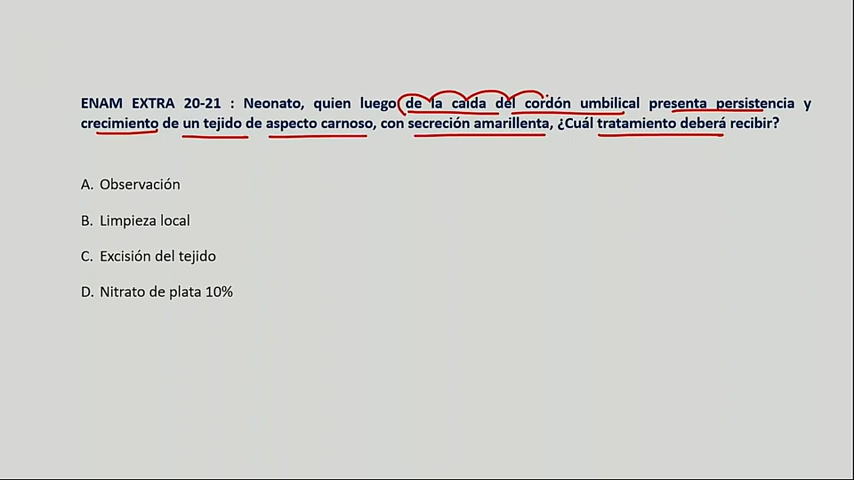 ENAM EXTRA 20-21 : Neonato, quien luego de la caida del cordón umbilical presenta persistencia y
crecimiento de un tejido de aspecto carnoso, con secreción amarillenta, ¿Cuál tratamiento deberá recibir?
A. Observación
B. Limpieza local
C. Excisión del tejido
D. Nitrato de plata 10%